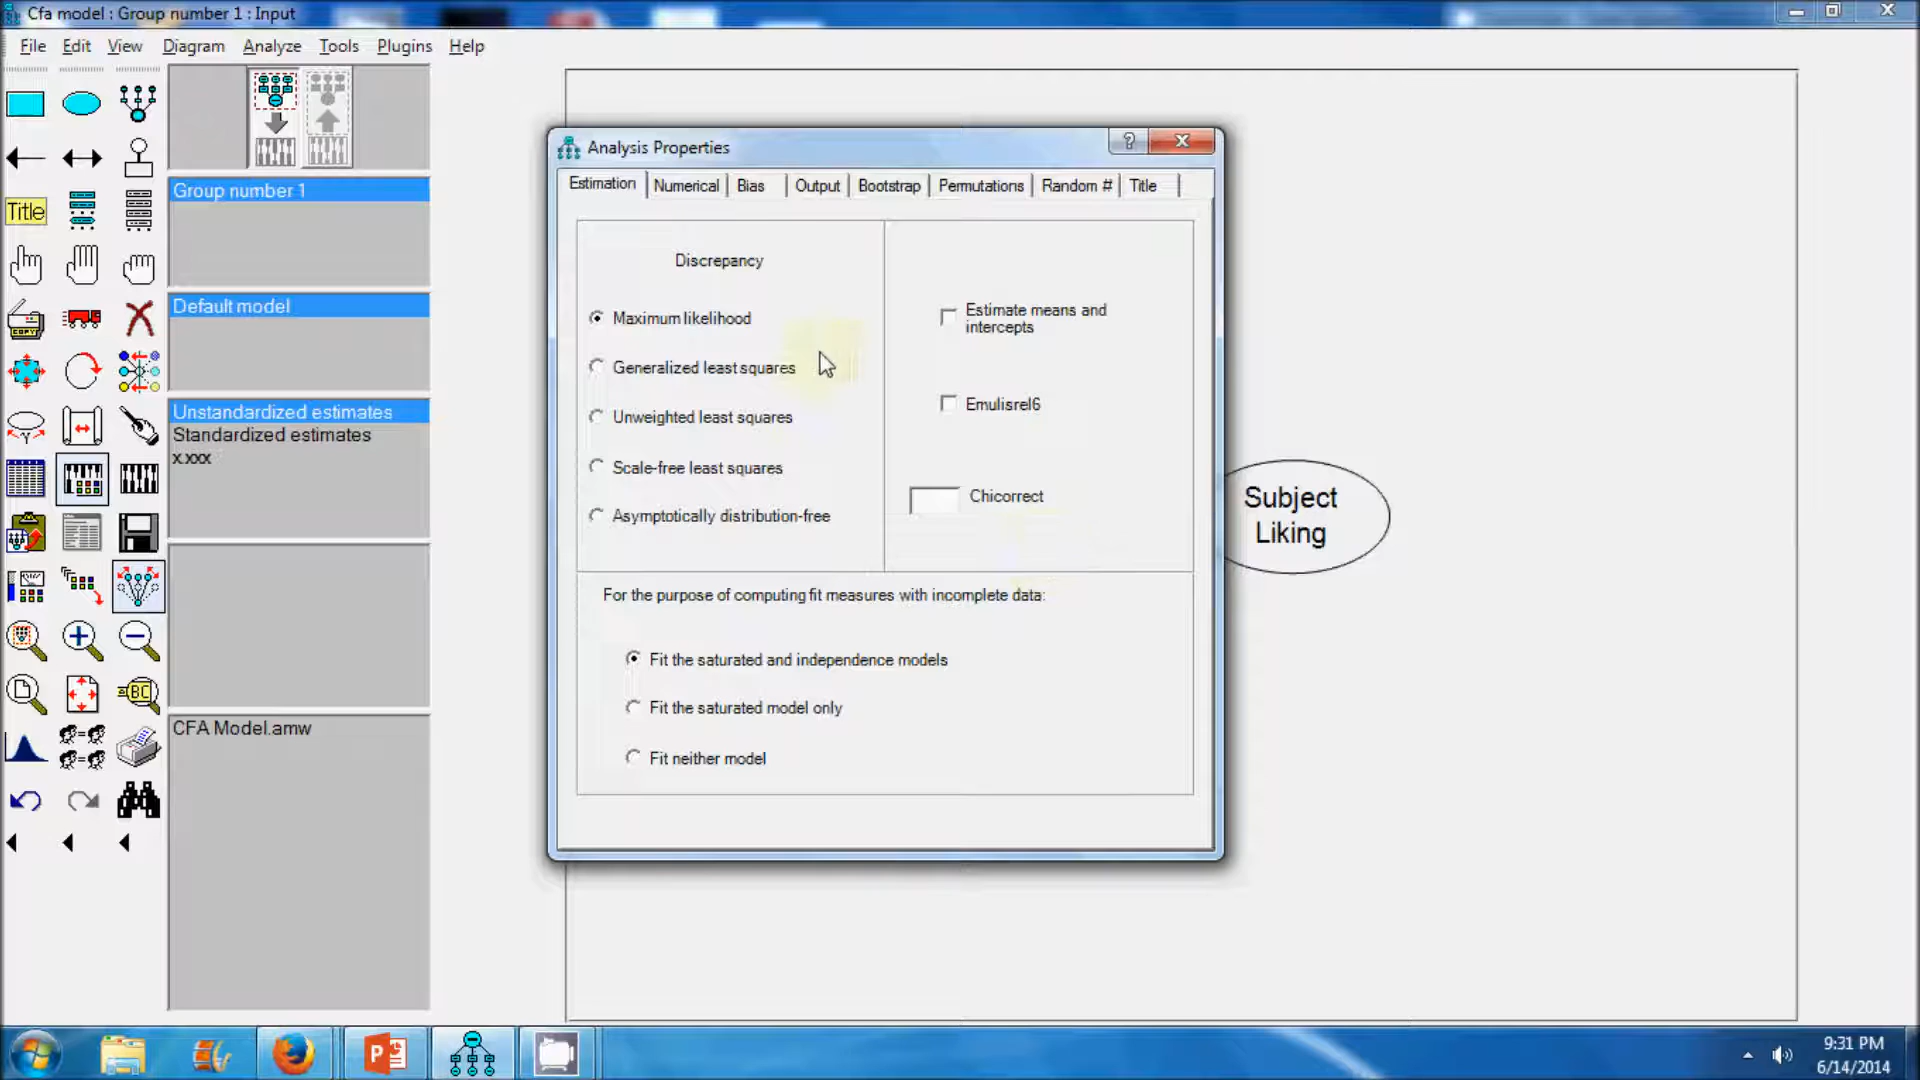 Cfa model : Group number 1 : Input
File Edit View Diagram Analyze Tools Plugins Help
Title
Group number 1
Default model
Unstandardized estimates
Standardized estimates
x.xxx
CFA Model.amw
COPY
BC
Analysis Properties
?
Estimation Numerical Bias Output Bootstrap Permutations Random # Title
Discrepancy
Maximum likelihood
Generalized least squares
Unweighted least squares
Scale-free least squares
Asymptotically distribution-free
Estimate means and
intercepts
Emulisrel6
Chicorrect
For the purpose of computing fit measures with incomplete data:
Fit the saturated and independence models
Fit the saturated model only
Fit neither model
Subject
Liking
9:31 PM
6/14/2014